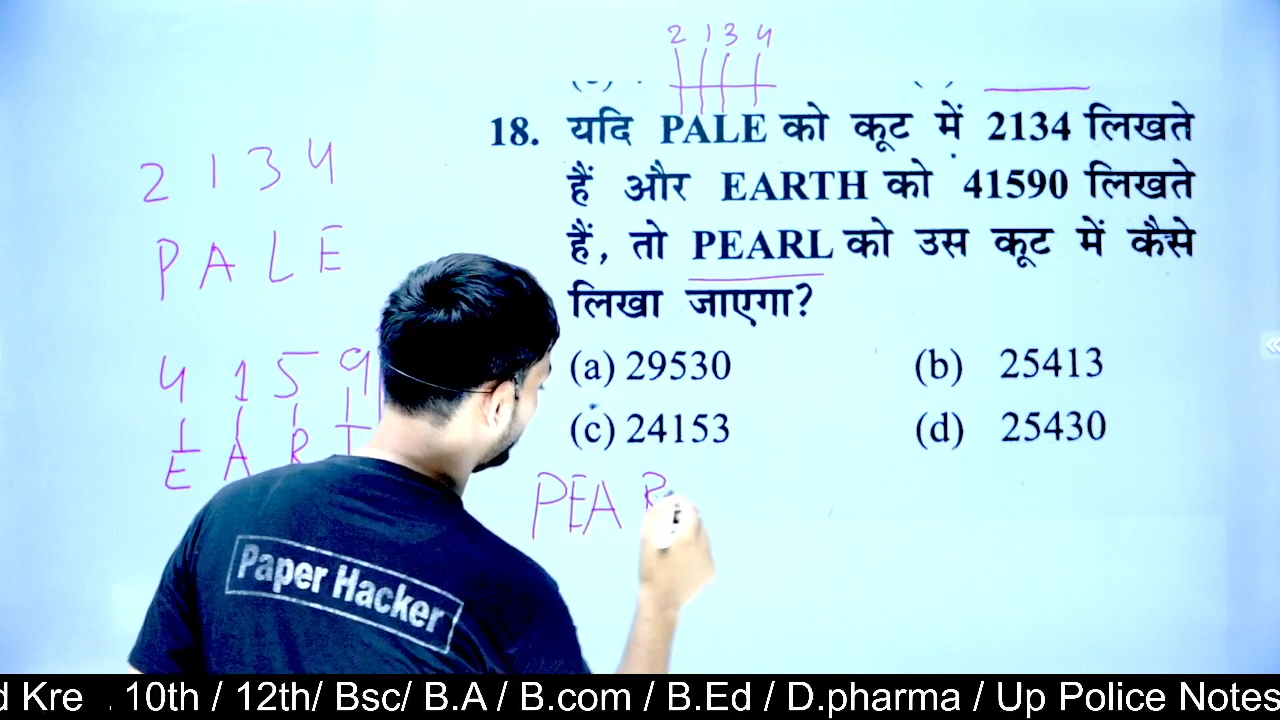 2 1 3 4
18. यदि PALE को कूट में 2134 लिखते
हैं और EARTH को 41590 लिखते
हैं, तो PEARL को उस कूट में कैसे
लिखा जाएगा?
(a) 29530 (b) 25413
(c) 24153 (d) 25430
2 1 3 4
P A L E
4 1 5 9
E A R T
PEAR
Paper Hacker
d Kre . 10th / 12th/ Bsc/ B.A / B.com / B.Ed / D.pharma / Up Police Notes